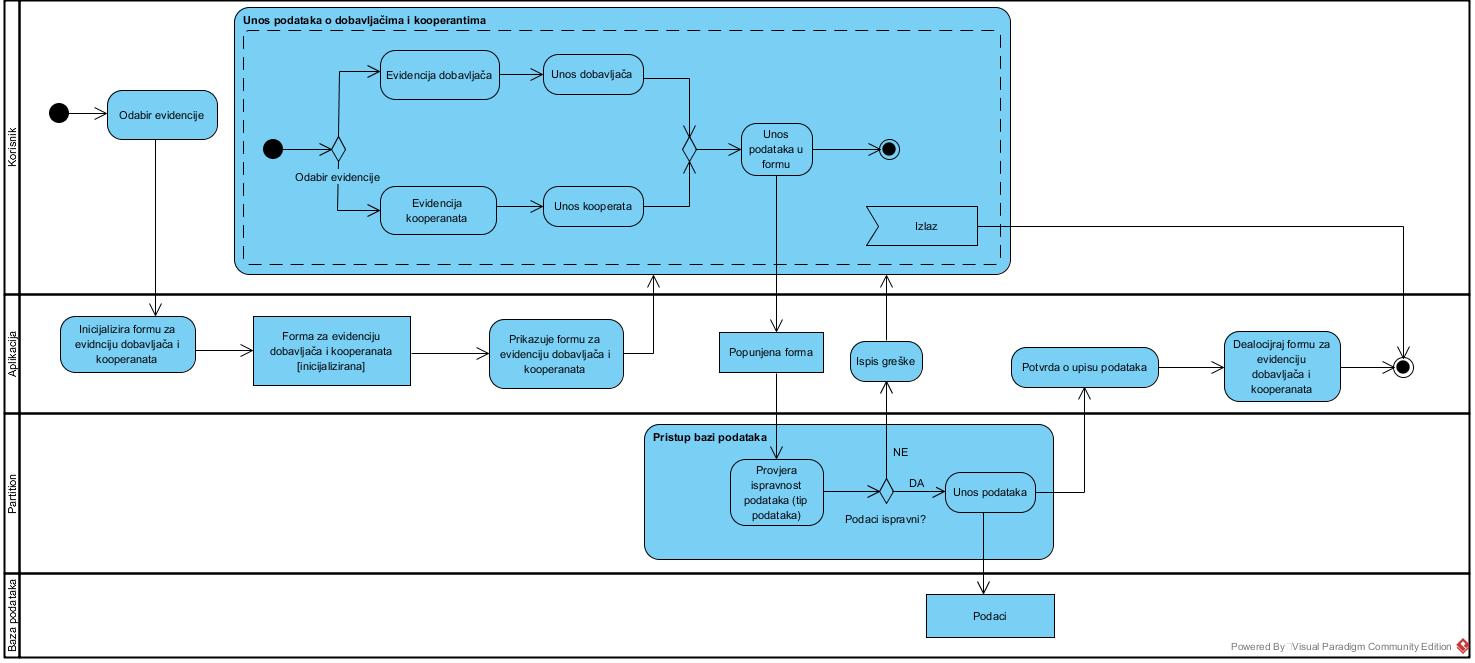 Korisnik
Unos podataka o dobavljačima i kooperantima
Odabir evidencije
Evidencija dobavljača
Unos dobavljača
Odabir evidencije
Evidencija
kooperanata
Unos kooperata
Unos
podataka u
formu
Izlaz
Aplikacija
Inicijalizira formu za
evidnciju dobavljača i
kooperanata
Forma za evidenciju
dobavljača i kooperanata
[inicijalizirana]
Prikazuje formu za
evidenciju dobavljača i
kooperanata
Popunjena forma
Ispis greške
Potvrda o upisu podataka
Dealocijraj formu za
evidenciju
dobavljača i
kooperanata
Partition
Pristup bazi podataka
Provjera
ispravnost
podataka (tip
podataka)
NE
DA
Podaci ispravni?
Unos podataka
Baza podataka
Podaci
Powered By Visual Paradigm Community Edition